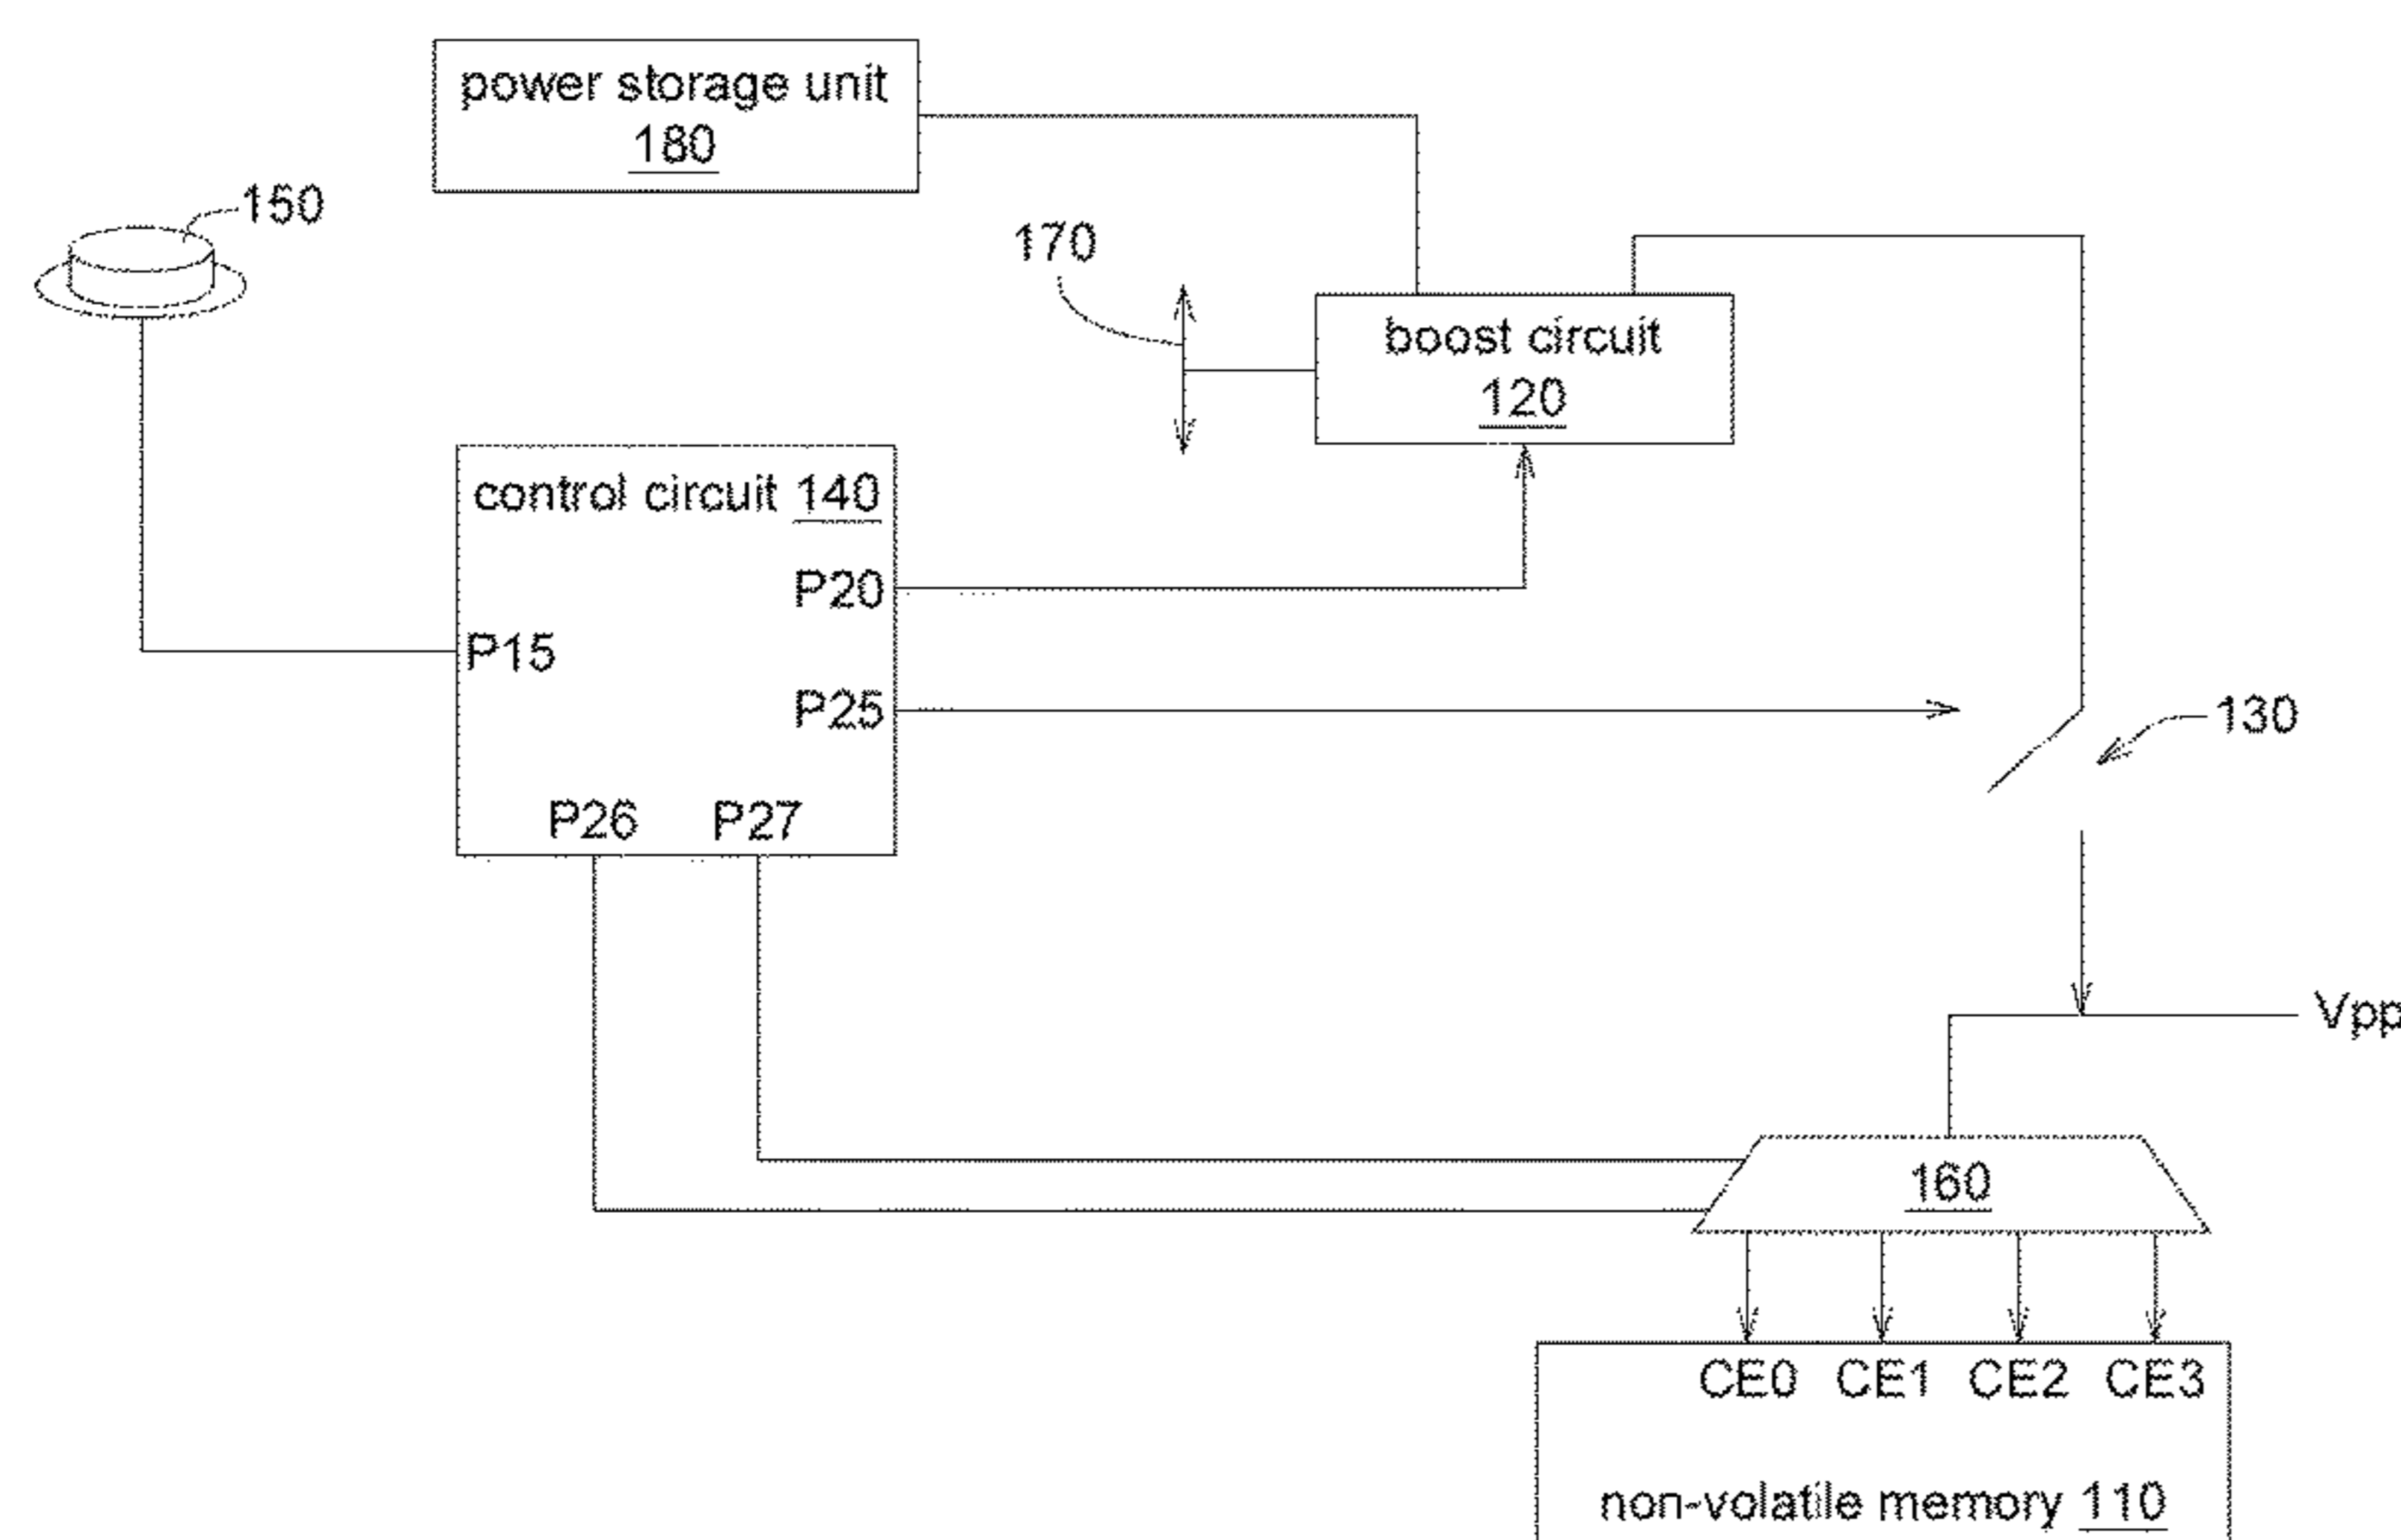 power storage unit
180
150
170
boost circuit
120
control circuit 140
P20
P15
P25
130
P26 P27
Vpp
160
CE0 CE1 CE2 CE3
non-volatile memory 110